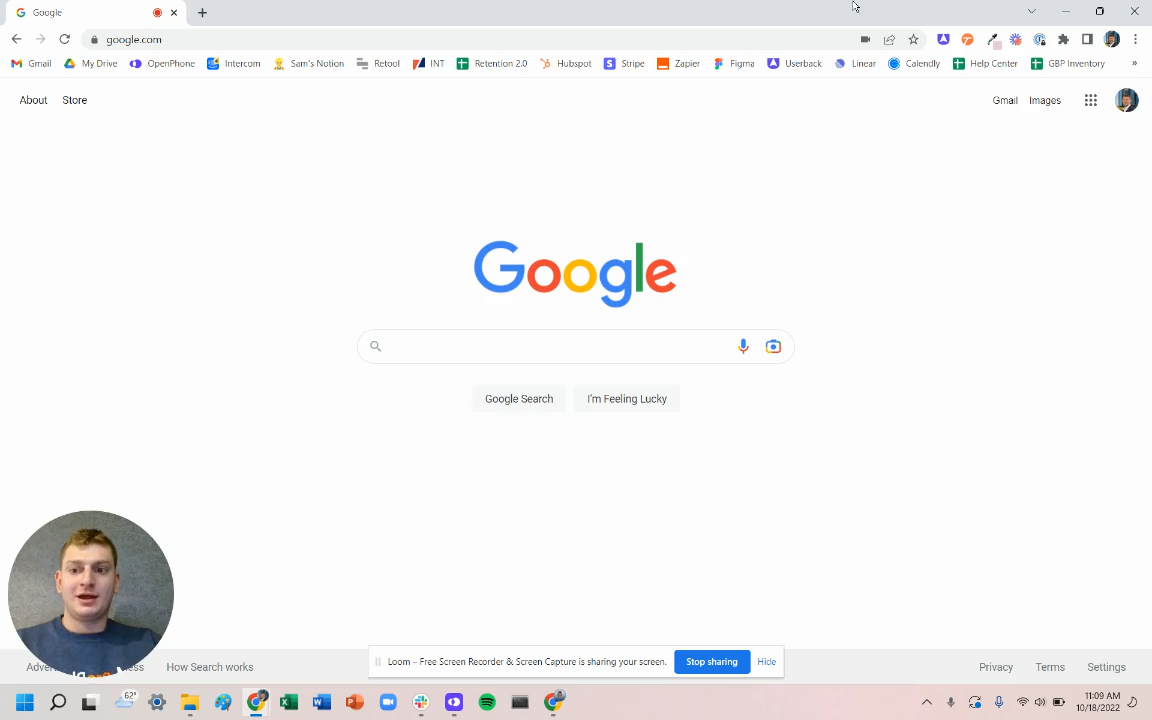 Google
google.com
Gmail My Drive OpenPhone Intercom Sam's Notion Retool INT Retention 2.0 Hubspot Stripe Zapier Figma Userback Linear Calendly Help Center GBP Inventory »
About Store Gmail Images
Google
Google Search I'm Feeling Lucky
Loom – Free Screen Recorder & Screen Capture is sharing your screen. Stop sharing Hide
How Search works Privacy Terms Settings
62°
11:09 AM
10/18/2022